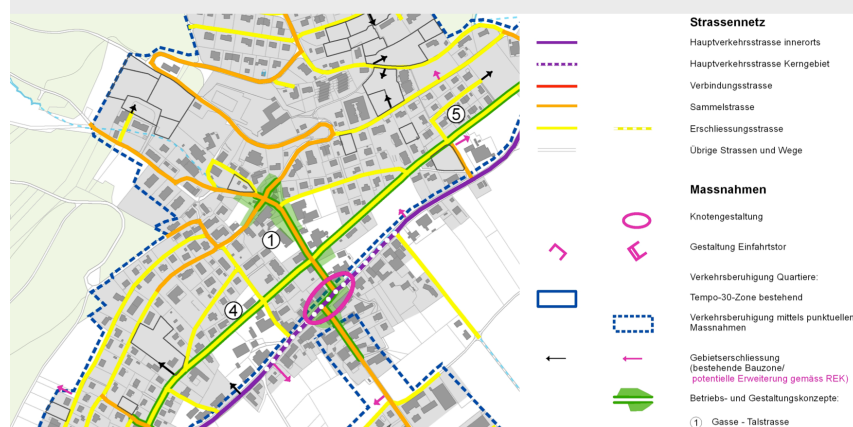 Strassennetz
Hauptverkehrsstrasse innerorts
Hauptverkehrsstrasse Kerngebiet
Verbindungsstrasse
Sammelstrasse
Erschliessungsstrasse
Übrige Strassen und Wege
Massnahmen
Knotengestaltung
Gestaltung Einfahrtstor
Verkehrsberuhigung Quartiere:
Tempo-30-Zone bestehend
Verkehrsberuhigung mittels punktuellen
Massnahmen
Gebietserschliessung
(bestehende Bauzone/
potentielle Erweiterung gemäss REK)
Betriebs- und Gestaltungskonzepte:
1 Gasse - Talstrasse
5
1
4